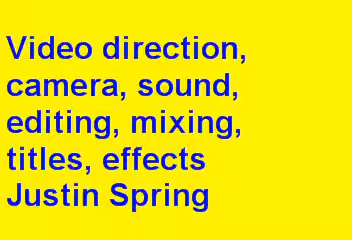 Video direction,
camera, sound,
editing, mixing,
titles, effects
Justin Spring